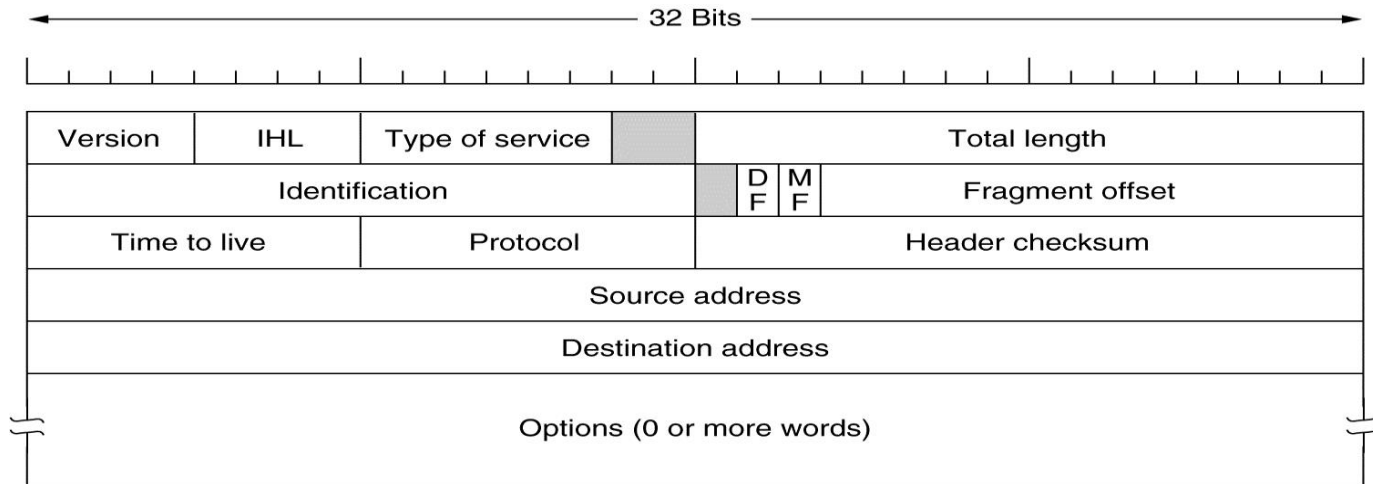 32 Bits
Version IHL Type of service Total length
Identification D F M F Fragment offset
Time to live Protocol Header checksum
Source address
Destination address
Options (0 or more words)